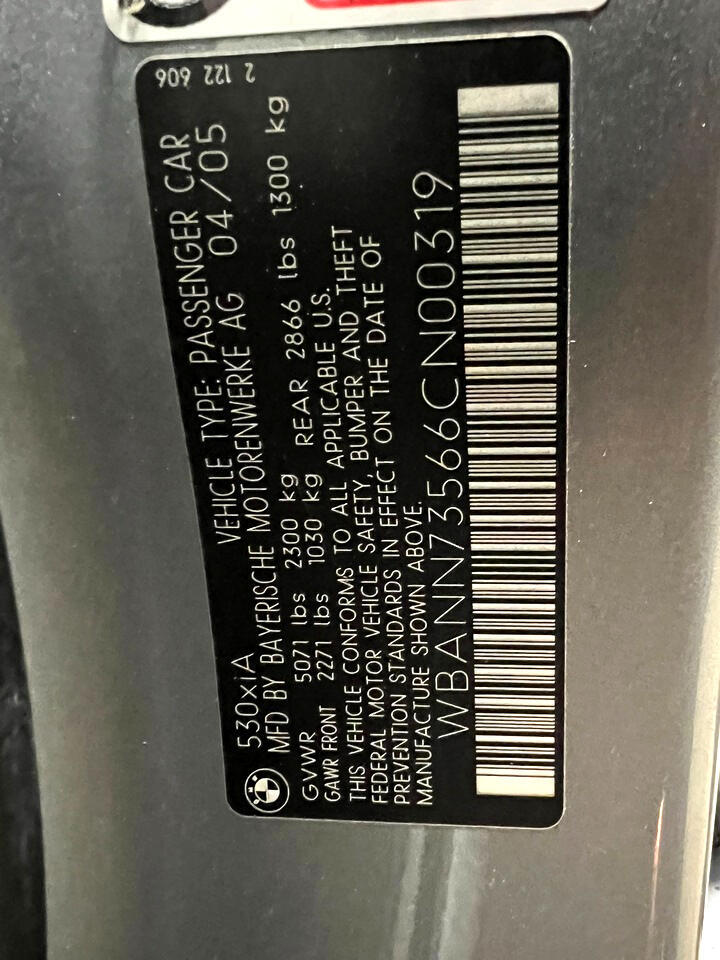 2 122 606
530xiA VEHICLE TYPE: PASSENGER CAR
MFD BY BAYERISCHE MOTORENWERKE AG 04/05
GVWR 5071 lbs 2300 kg
GAWR FRONT 2271 lbs 1030 kg REAR 2866 lbs 1300 kg
THIS VEHICLE CONFORMS TO ALL APPLICABLE U.S.
FEDERAL MOTOR VEHICLE SAFETY, BUMPER AND THEFT
PREVENTION STANDARDS IN EFFECT ON THE DATE OF
MANUFACTURE SHOWN ABOVE.
WBANN73566CN00319